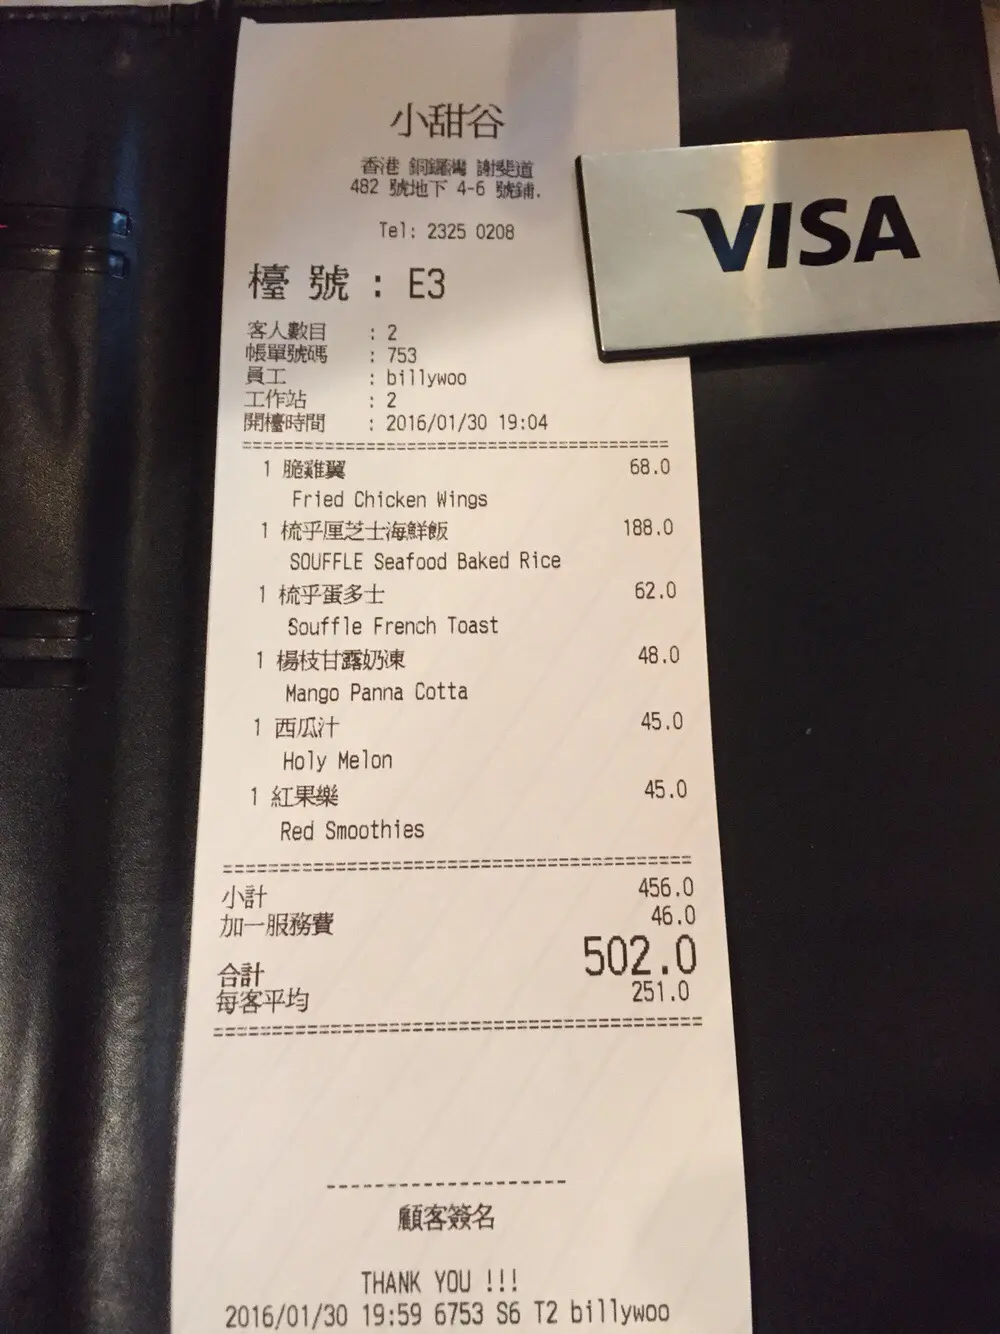 小甜谷
香港 銅鑼灣 謝斐道
482 號地下 4-6 號鋪.
Tel: 2325 0208
VISA
檯 號 : E3
客人數目 : 2
帳單號碼 : 753
員工 : billywoo
工作站 : 2
開檯時間 : 2016/01/30 19:04
1 脆雞翼 68.0
Fried Chicken Wings
1 梳乎厘芝士海鮮飯 188.0
SOUFFLE Seafood Baked Rice
1 梳乎蛋多士 62.0
Souffle French Toast
1 楊枝甘露奶凍 48.0
Mango Panna Cotta
1 西瓜汁 45.0
Holy Melon
1 紅果樂 45.0
Red Smoothies
小計 456.0
加一服務費 46.0
合計 502.0
每客平均 251.0
顧客簽名
THANK YOU !!!
2016/01/30 19:59 6753 S6 T2 billywoo